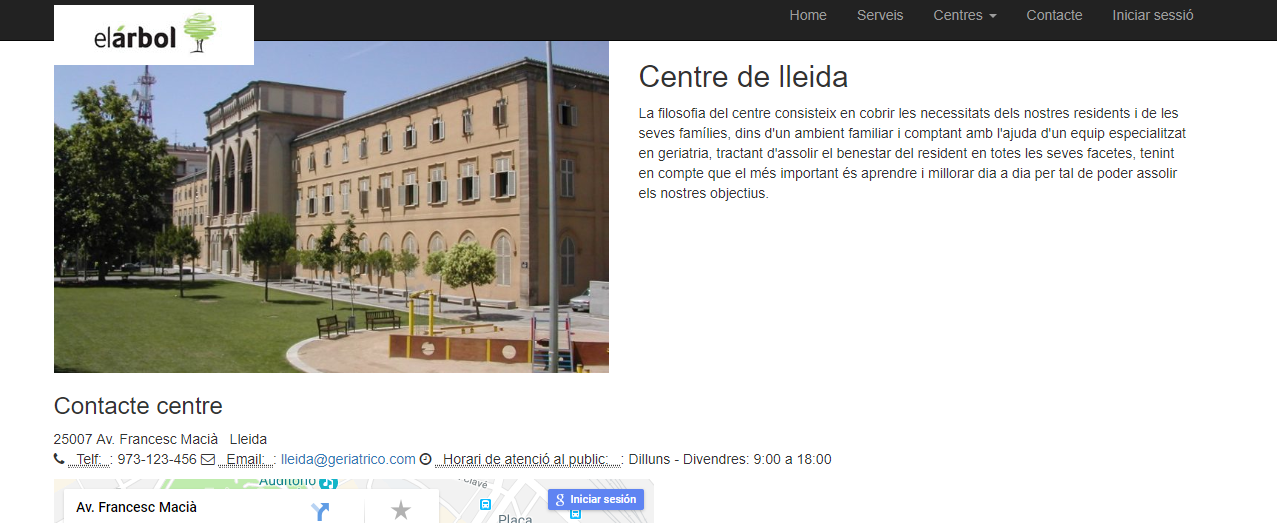 elárbol
Home Serveis Centres Contacte Iniciar sessió
Centre de lleida
La filosofia del centre consisteix en cobrir les necessitats dels nostres residents i de les
seves famílies, dins d'un ambient familiar i comptant amb l'ajuda d'un equip especialitzat
en geriatria, tractant d'assolir el benestar del resident en totes les seves facetes, tenint
en compte que el més important és aprendre i millorar dia a dia per tal de poder assolir
els nostres objectius.
Contacte centre
25007 Av. Francesc Macià Lleida
Telf: : 973-123-456 Email: : lleida@geriatrico.com Horari de atenció al public: : Dilluns - Divendres: 9:00 a 18:00
Auditorio
Av. Francesc Macià
Iniciar sesión
Plaça